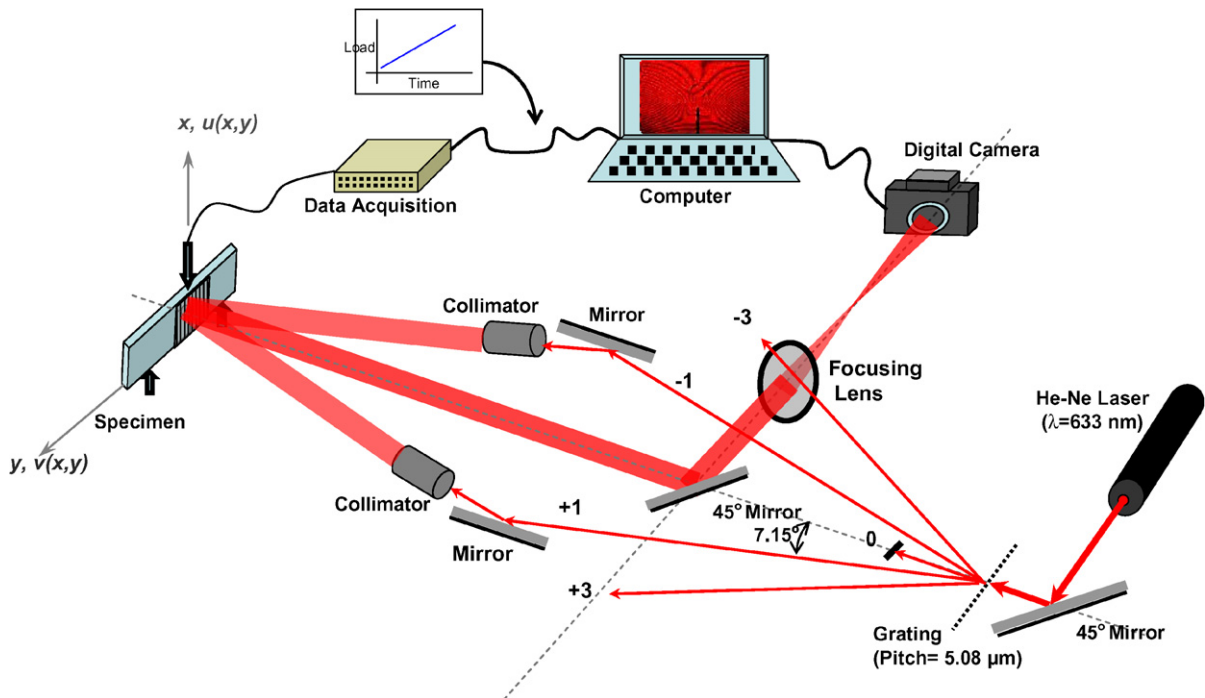 Load
Time
x, u(x,y)
Digital Camera
Data Acquisition
Computer
Collimator
Mirror
-3
-1
Focusing
Lens
He-Ne Laser
(λ=633 nm)
Specimen
y, v(x,y)
Collimator
Mirror
+1
45° Mirror
7.15°
0
+3
Grating
(Pitch= 5.08 µm)
45° Mirror